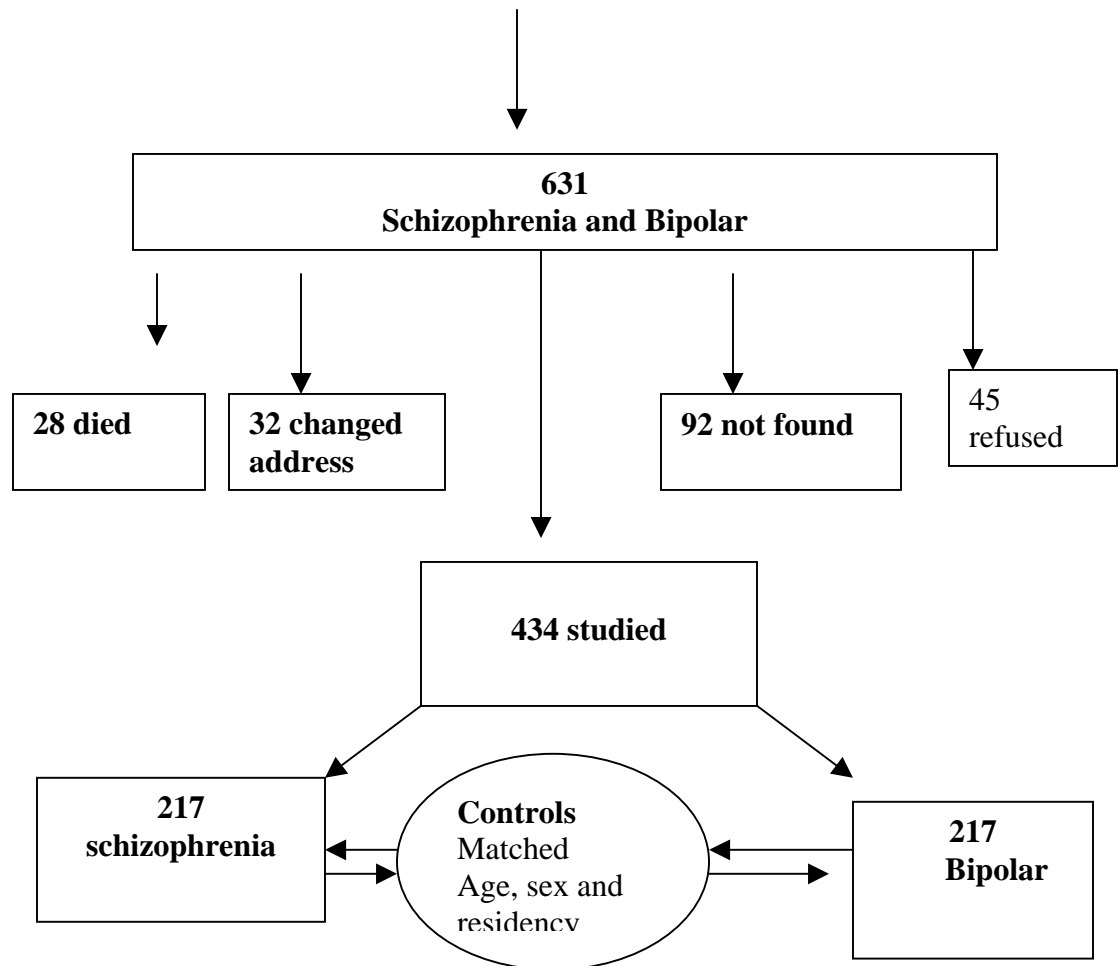 631
Schizophrenia and Bipolar
28 died
32 changed
address
92 not found
45
refused
434 studied
217
schizophrenia
Controls
Matched
Age, sex and
residency
217
Bipolar